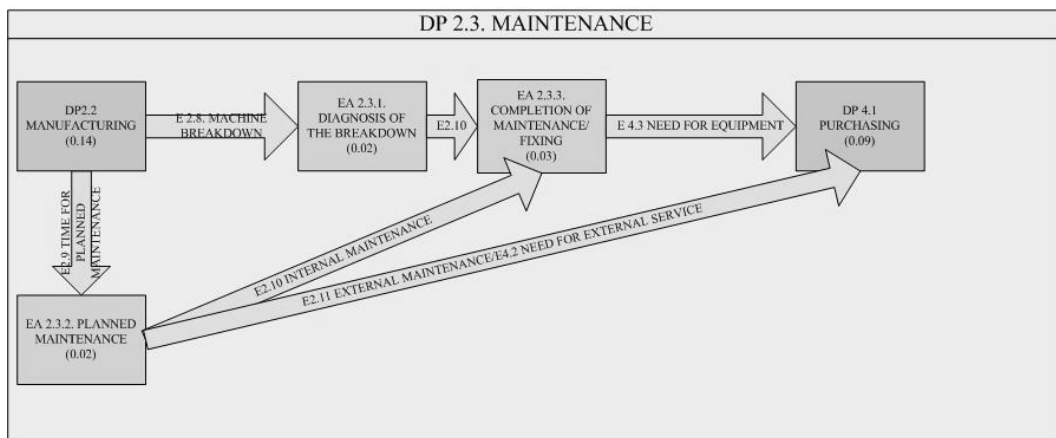 DP 2.3. MAINTENANCE
DP2.2
MANUFACTURING
(0.14)
E 2.8. MACHINE
BREAKDOWN
EA 2.3.1.
DIAGNOSIS OF
THE BREAKDOWN
(0.02)
E2.10
EA 2.3.3.
COMPLETION OF
MAINTENANCE/
FIXING
(0.03)
E 4.3 NEED FOR EQUIPMENT
DP 4.1
PURCHASING
(0.09)
E2.9 TIME FOR
PLANNED
MAINTENANCE
E2.10 INTERNAL MAINTENANCE
E2.11 EXTERNAL MAINTENANCE/E4.2 NEED FOR EXTERNAL SERVICE
EA 2.3.2. PLANNED
MAINTENANCE
(0.02)